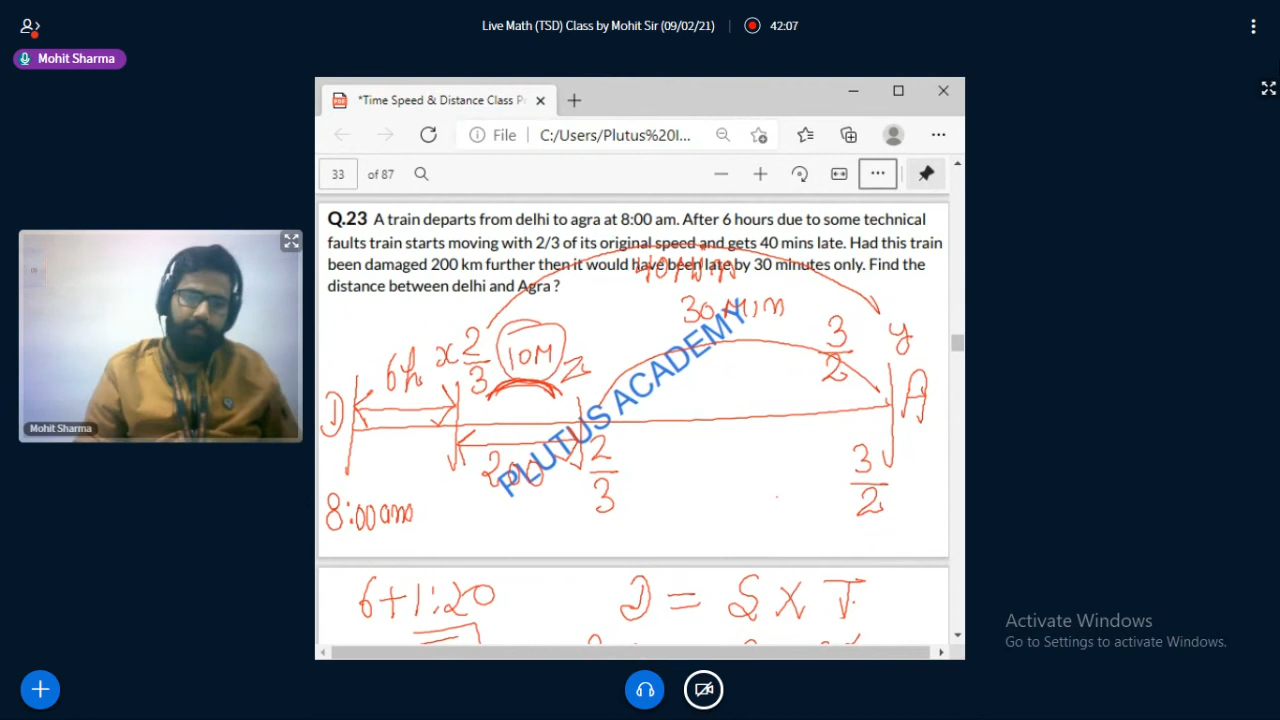 Live Math (TSD) Class by Mohit Sir (09/02/21)
42:07
Mohit Sharma
*Time Speed & Distance Class P
File
C:/Users/Plutus%20I...
33
of 87
Q.23 A train departs from delhi to agra at 8:00 am. After 6 hours due to some technical
faults train starts moving with 2/3 of its original speed and gets 40 mins late. Had this train
been damaged 200 km further then it would have been late by 30 minutes only. Find the
distance between delhi and Agra ?
40 Min
30 Min
6h x 2/3 10M Z
3/2 y
D
A
200 2/3
3/2
8:00am
PLUTUS ACADEMY
6+1:20 D = S X T
Mohit Sharma
Activate Windows
Go to Settings to activate Windows.